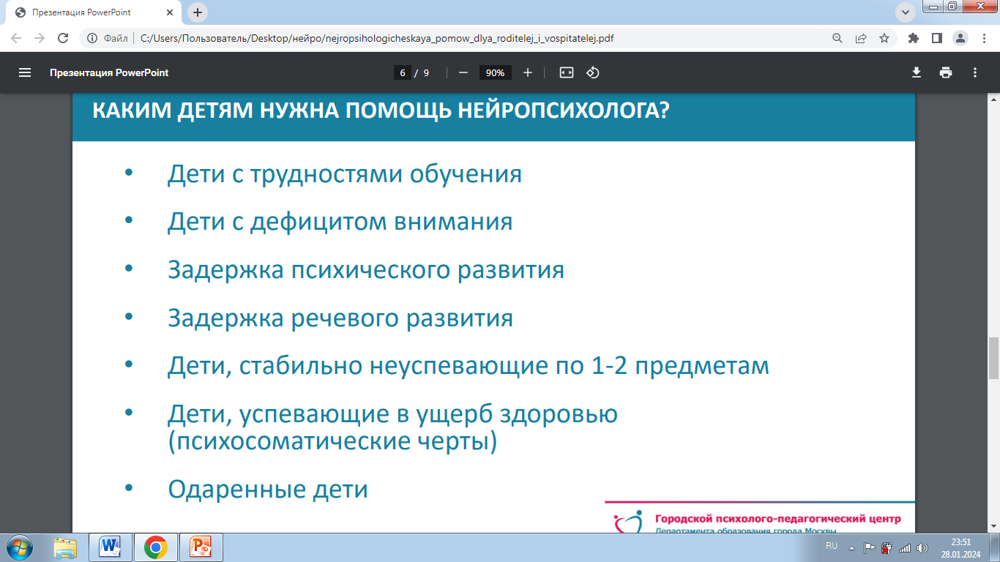 Презентация PowerPoint
Файл
C:/Users/Пользователь/Desktop/нейро/nejropsihologicheskaya_pomow_dlya_roditelej_i_vospitatelej.pdf
Презентация PowerPoint
6 / 9
90%
КАКИМ ДЕТЯМ НУЖНА ПОМОЩЬ НЕЙРОПСИХОЛОГА?
• Дети с трудностями обучения
• Дети с дефицитом внимания
• Задержка психического развития
• Задержка речевого развития
• Дети, стабильно неуспевающие по 1-2 предметам
• Дети, успевающие в ущерб здоровью
(психосоматические черты)
• Одаренные дети
Городской психолого-педагогический центр
Департамента образования города Москвы
RU
23:51
28.01.2024